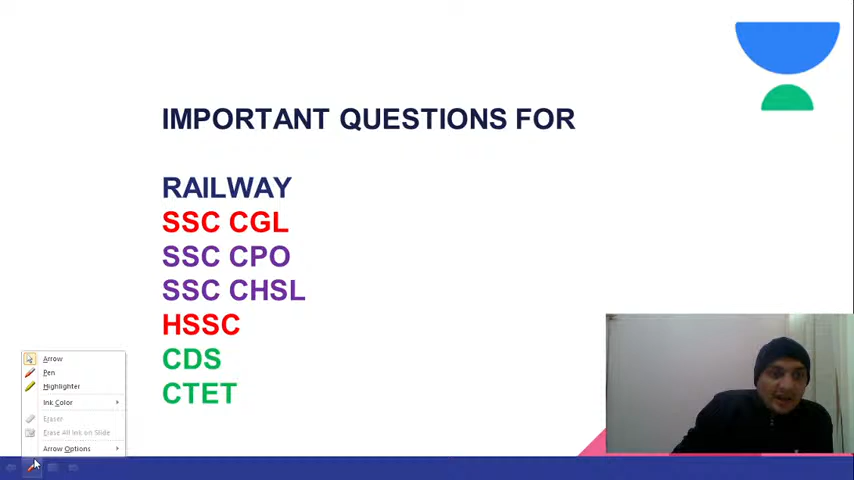 IMPORTANT QUESTIONS FOR
RAILWAY
SSC CGL
SSC CPO
SSC CHSL
HSSC
CDS
CTET
Arrow
Pen
Highlighter
Ink Color
Eraser
Erase All Ink on Slide
Arrow Options